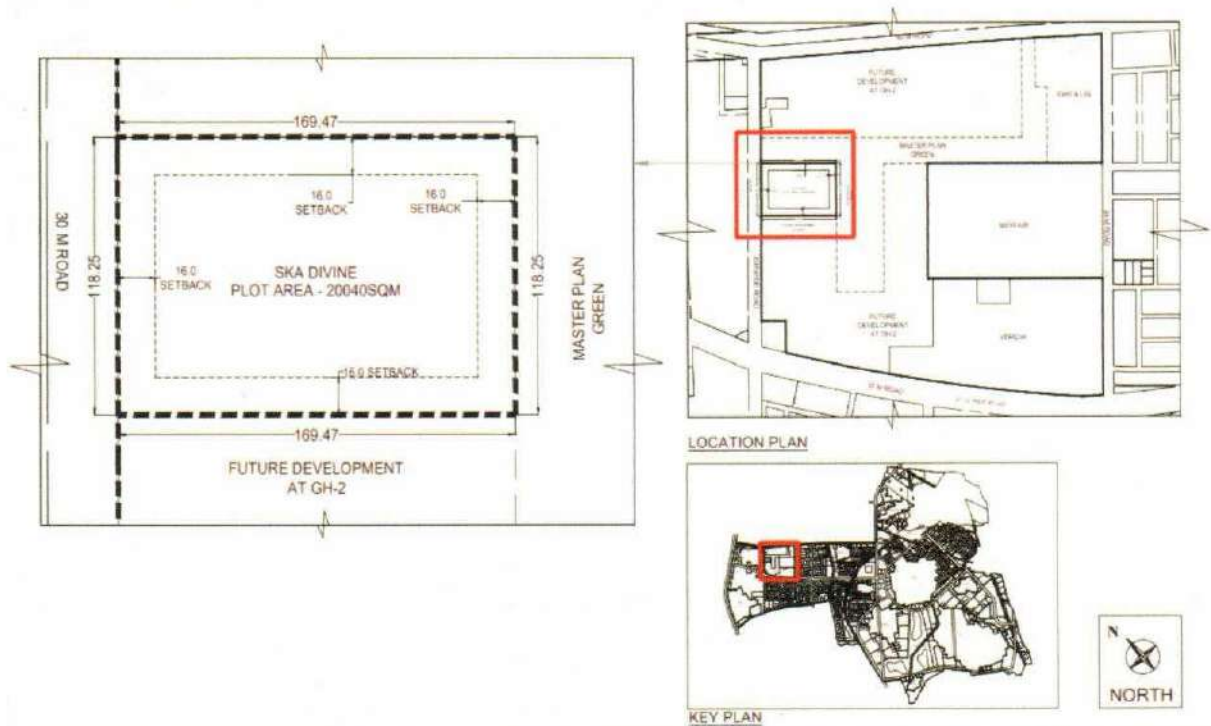 169.47
16.0
SETBACK
16.0
SETBACK
30 M ROAD
118.25
16.0
SETBACK
SKA DIVINE
PLOT AREA - 20040SQM
118.25
MASTER PLAN
GREEN
16.0 SETBACK
169.47
FUTURE DEVELOPMENT
AT GH-2
FUTURE
DEVELOPMENT
AT GH-2
MASTER PLAN
GREEN
FUTURE
DEVELOPMENT
AT GH-2
LOCATION PLAN
KEY PLAN
N
NORTH